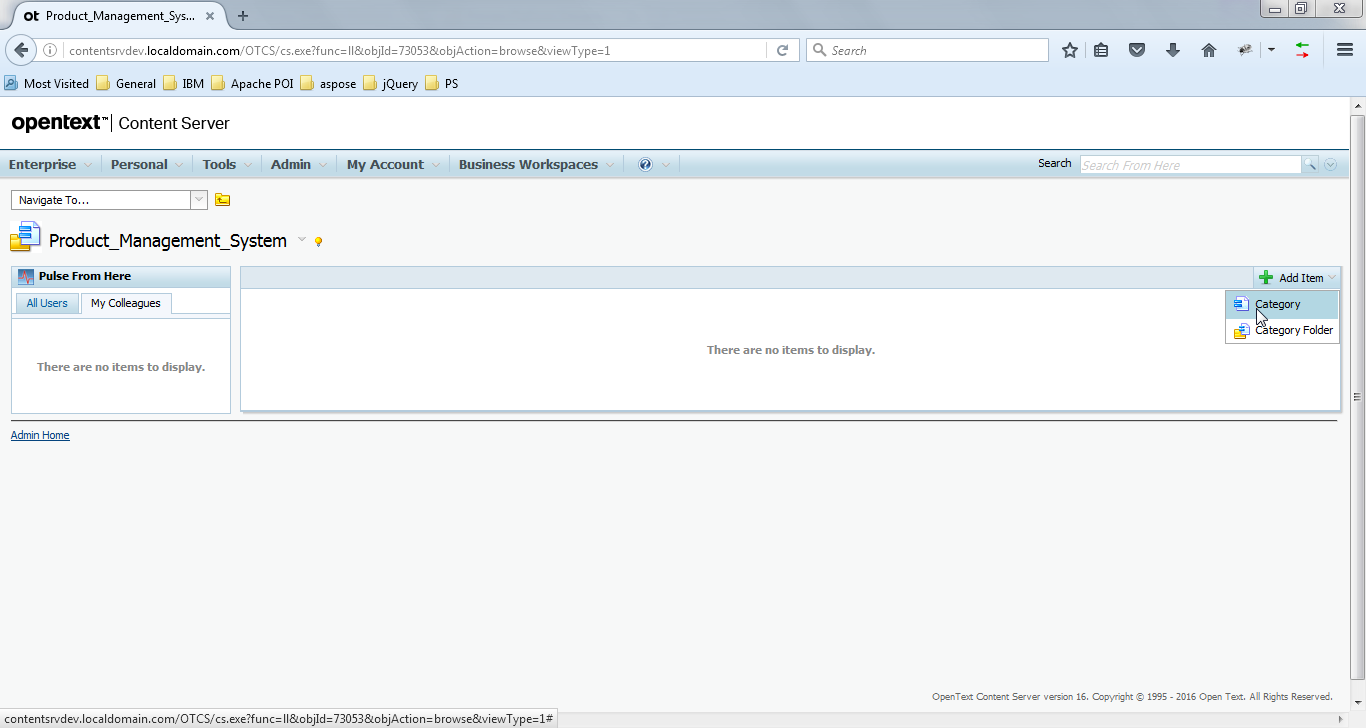 ot Product_Management_Sys...
contentsrvdev.localdomain.com/OTCS/cs.exe?func=ll&objId=73053&objAction=browse&viewType=1
Search
Most Visited General IBM Apache POI aspose jQuery PS
opentext™ | Content Server
Enterprise Personal Tools Admin My Account Business Workspaces
Search Search From Here
Navigate To...
Product_Management_System
Pulse From Here
Add Item
All Users My Colleagues
Category
Category Folder
There are no items to display.
There are no items to display.
Admin Home
OpenText Content Server version 16. Copyright © 1995 - 2016 Open Text. All Rights Reserved.
contentsrvdev.localdomain.com/OTCS/cs.exe?func=ll&objId=73053&objAction=browse&viewType=1#